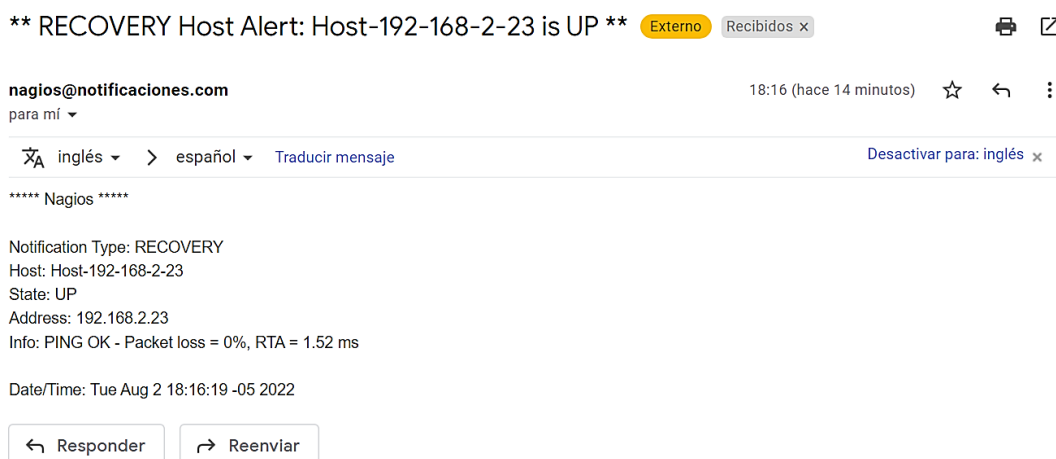 ** RECOVERY Host Alert: Host-192-168-2-23 is UP ** Externo Recibidos ×
nagios@notificaciones.com 18:16 (hace 14 minutos)
para mí
inglés español Traducir mensaje Desactivar para: inglés ×
***** Nagios *****
Notification Type: RECOVERY
Host: Host-192-168-2-23
State: UP
Address: 192.168.2.23
Info: PING OK - Packet loss = 0%, RTA = 1.52 ms
Date/Time: Tue Aug 2 18:16:19 -05 2022
Responder Reenviar